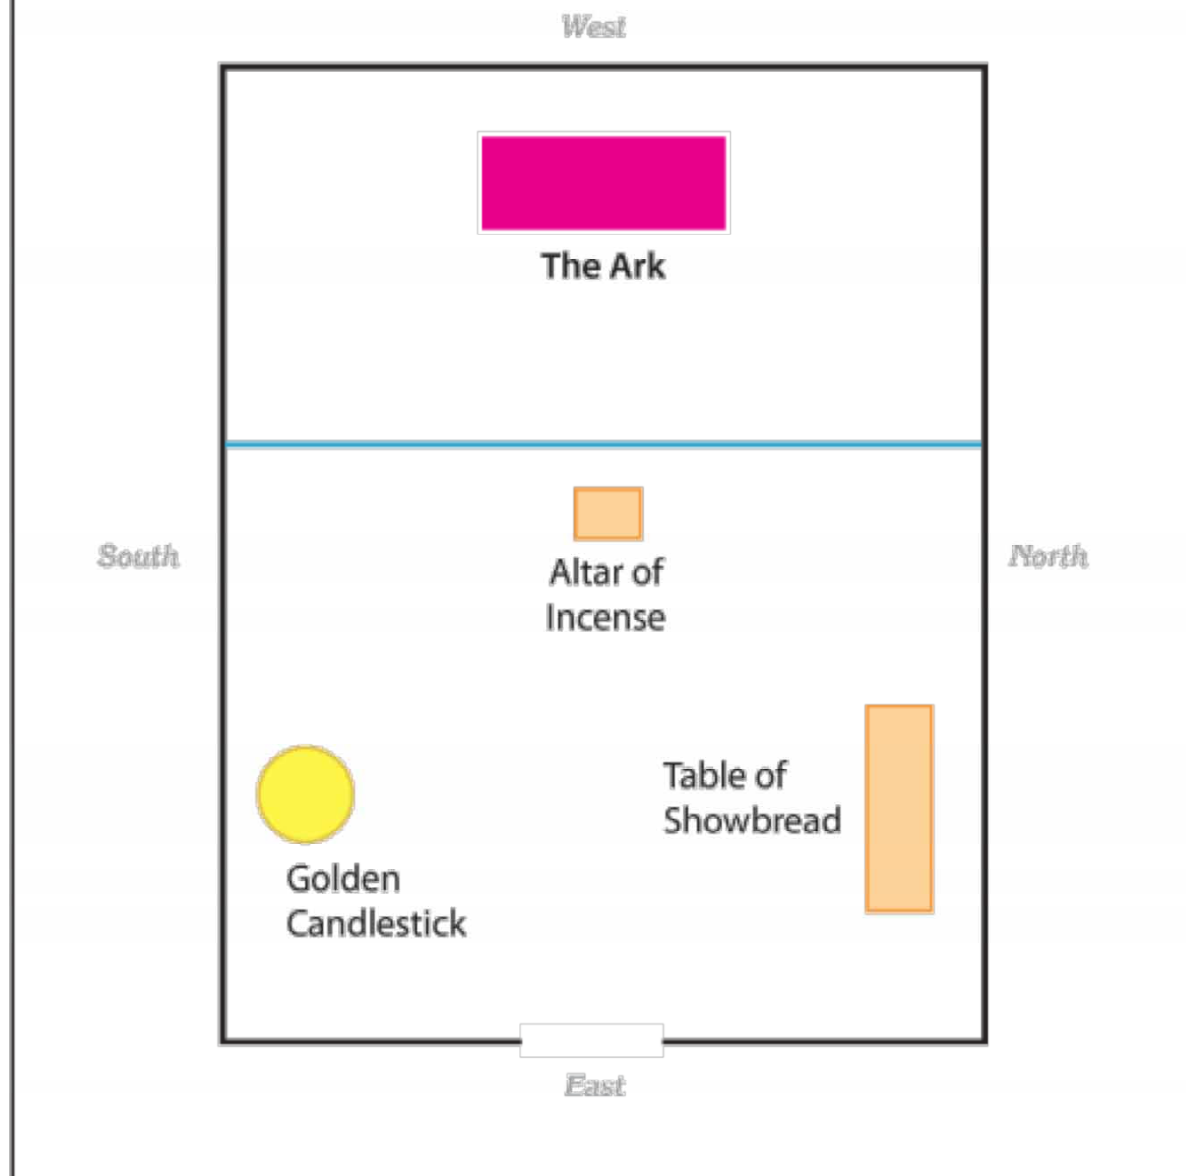 West
The Ark
Altar of
Incense
South
North
Table of
Showbread
Golden
Candlestick
East